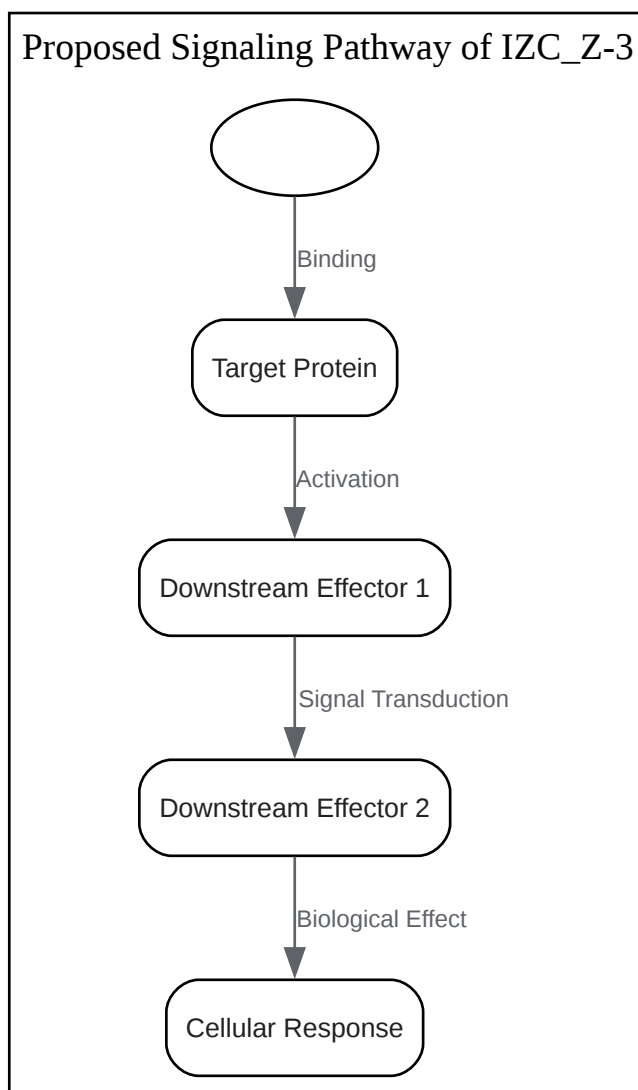 Proposed Signaling Pathway of IZC_Z-3
Binding
Target Protein
Activation
Downstream Effector 1
Signal Transduction
Downstream Effector 2
Biological Effect
Cellular Response